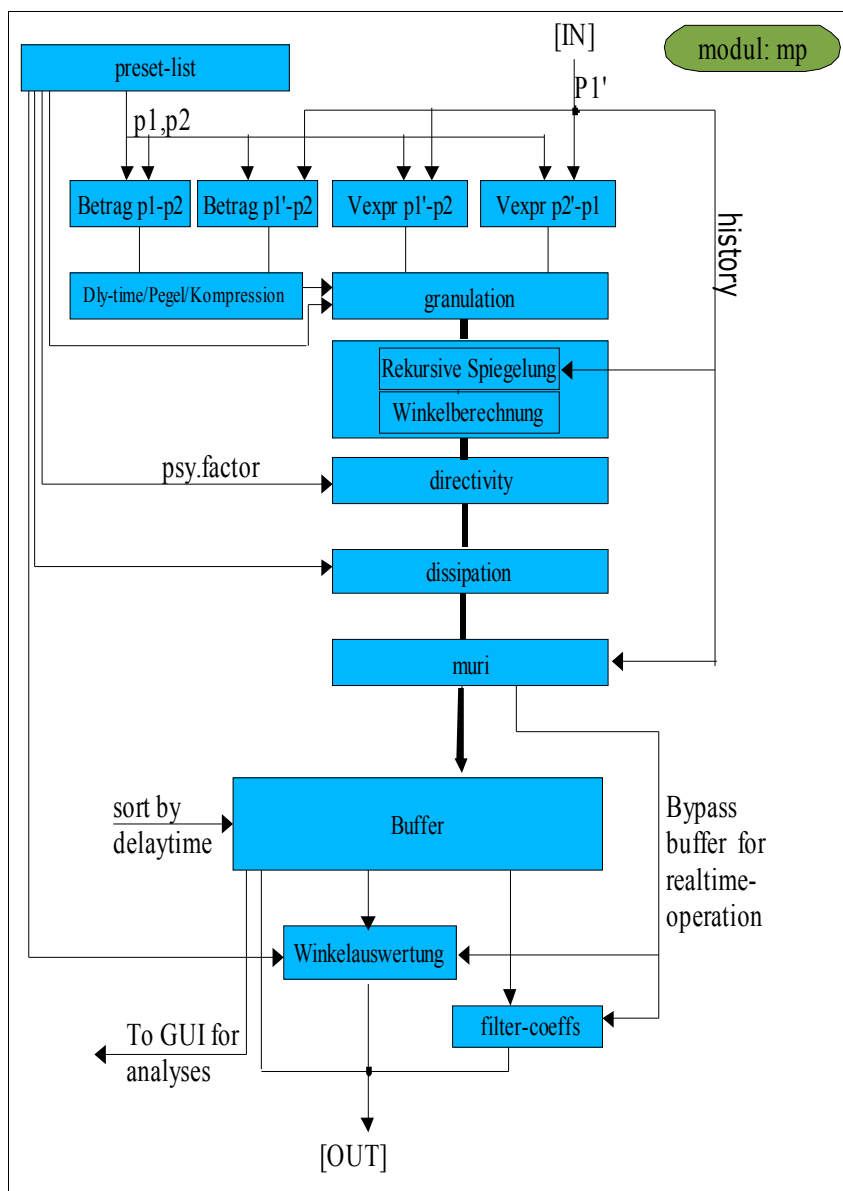 [IN]
modul: mp
preset-list
P1'
p1,p2
Betrag p1-p2
Betrag p1'-p2
Vexpr p1'-p2
Vexpr p2'-p1
history
Dly-time/Pegel/Kompression
granulation
Rekursive Spiegelung
Winkelberechnung
psy.factor
directivity
dissipation
muri
sort by
delaytime
Buffer
Bypass
buffer for
realtime-
operation
Winkelauswertung
filter-coeffs
To GUI for
analyses
[OUT]